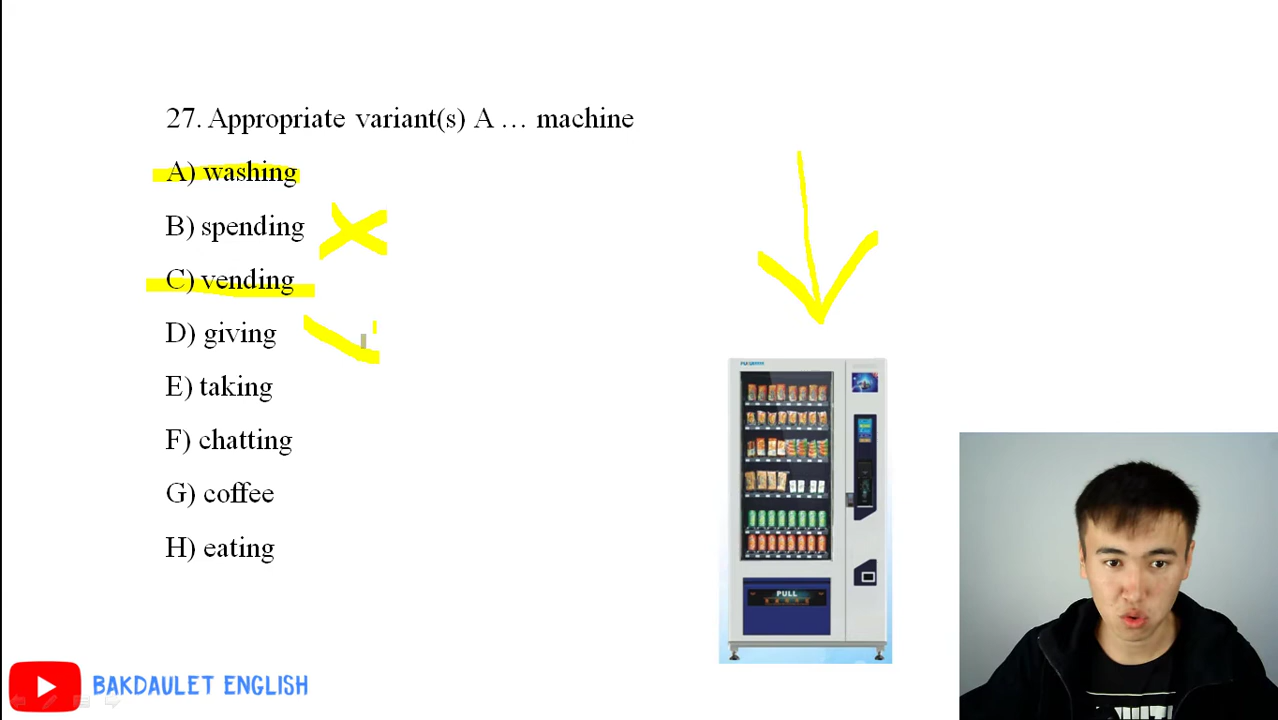 27. Appropriate variant(s) A … machine
A) washing
B) spending
C) vending
D) giving
E) taking
F) chatting
G) coffee
H) eating
PULL
BAKDAULET ENGLISH